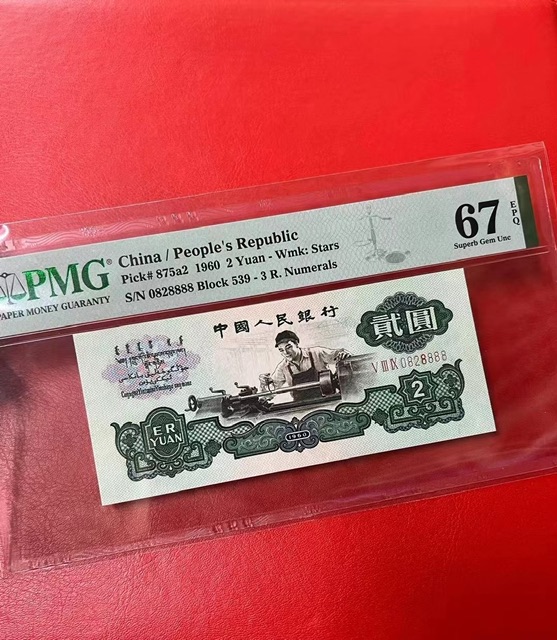 PMG®
PAPER MONEY GUARANTY
China / People's Republic
Pick# 875a2 1960 2 Yuan - Wmk: Stars
S/N 0828888 Block 539 - 3 R. Numerals
67
EPQ
Superb Gem Unc
中國人民銀行
貳圓
V III IX 0828888
ER
YUAN
1960
2